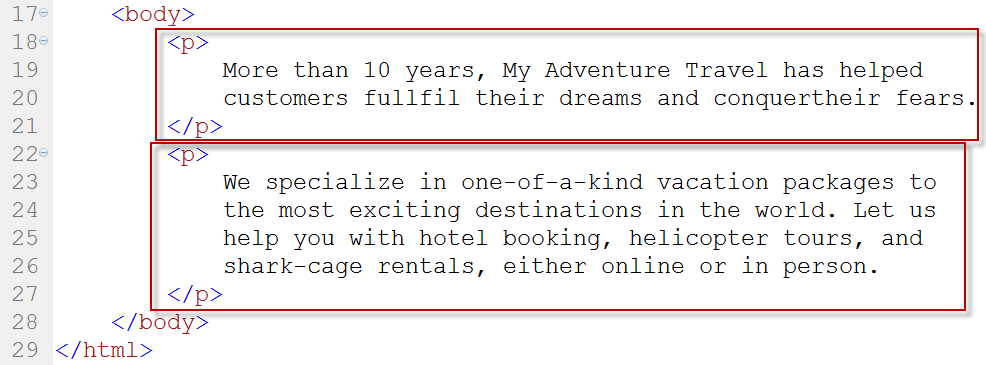 17 <body>
18 <p>
19 More than 10 years, My Adventure Travel has helped
20 customers fullfil their dreams and conquertheir fears.
21 </p>
22 <p>
23 We specialize in one-of-a-kind vacation packages to
24 the most exciting destinations in the world. Let us
25 help you with hotel booking, helicopter tours, and
26 shark-cage rentals, either online or in person.
27 </p>
28 </body>
29 </html>